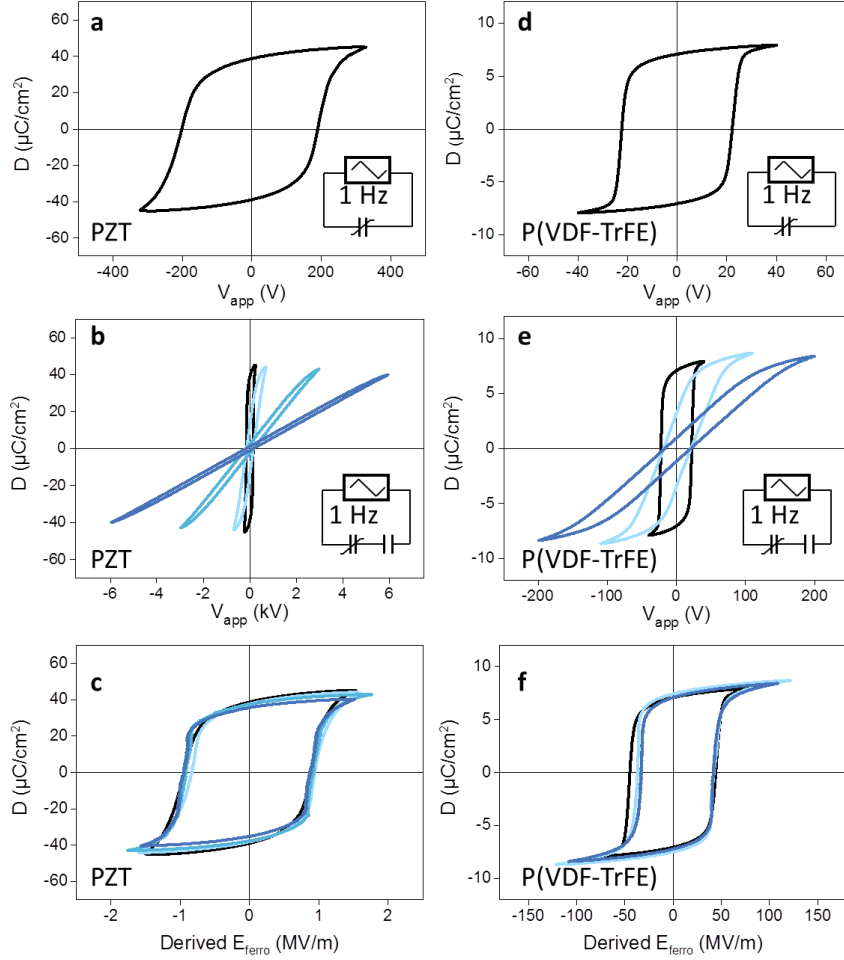 a
D (µC/cm²)
60
40
20
0
-20
-40
-60
1 Hz
PZT
-400 -200 0 200 400
V_app (V)
d
D (µC/cm²)
10
5
0
-5
-10
1 Hz
P(VDF-TrFE)
-60 -40 -20 0 20 40 60
V_app (V)
b
D (µC/cm²)
60
40
20
0
-20
-40
-60
1 Hz
PZT
-6 -4 -2 0 2 4 6
V_app (kV)
e
D (µC/cm²)
10
5
0
-5
-10
1 Hz
P(VDF-TrFE)
-200 -100 0 100 200
V_app (V)
c
D (µC/cm²)
60
40
20
0
-20
-40
-60
PZT
-2 -1 0 1 2
Derived E_ferro (MV/m)
f
D (µC/cm²)
10
5
0
-5
-10
P(VDF-TrFE)
-150 -100 -50 0 50 100 150
Derived E_ferro (MV/m)